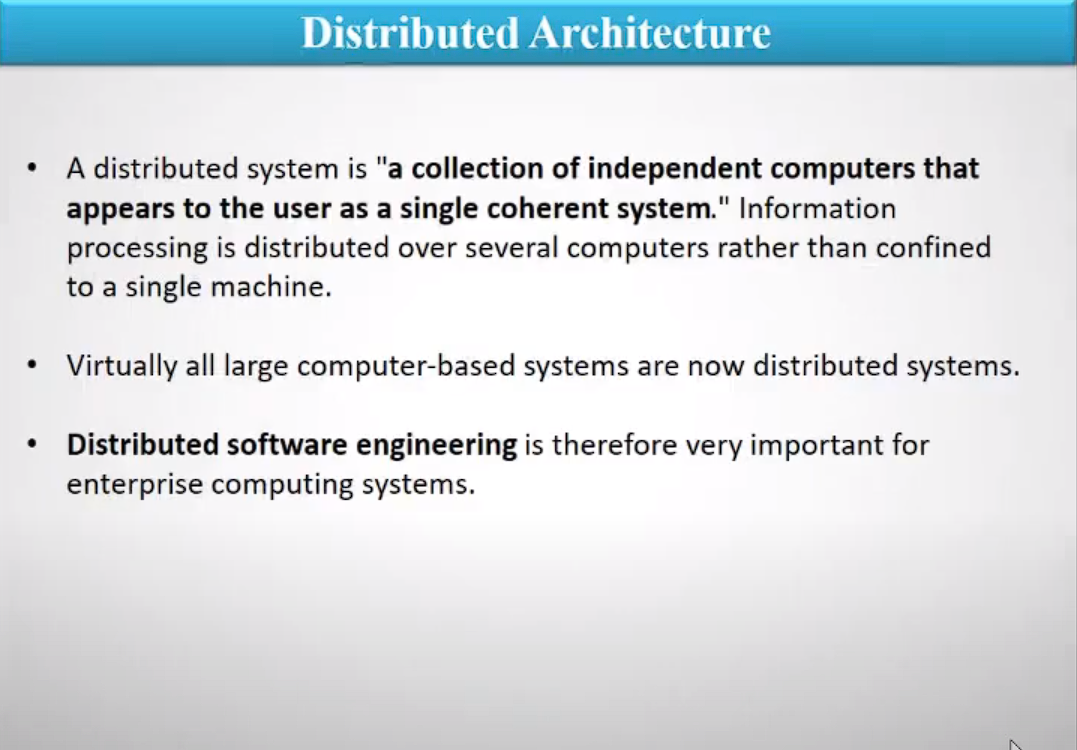 Distributed Architecture
• A distributed system is "a collection of independent computers that
appears to the user as a single coherent system." Information
processing is distributed over several computers rather than confined
to a single machine.
• Virtually all large computer-based systems are now distributed systems.
• Distributed software engineering is therefore very important for
enterprise computing systems.